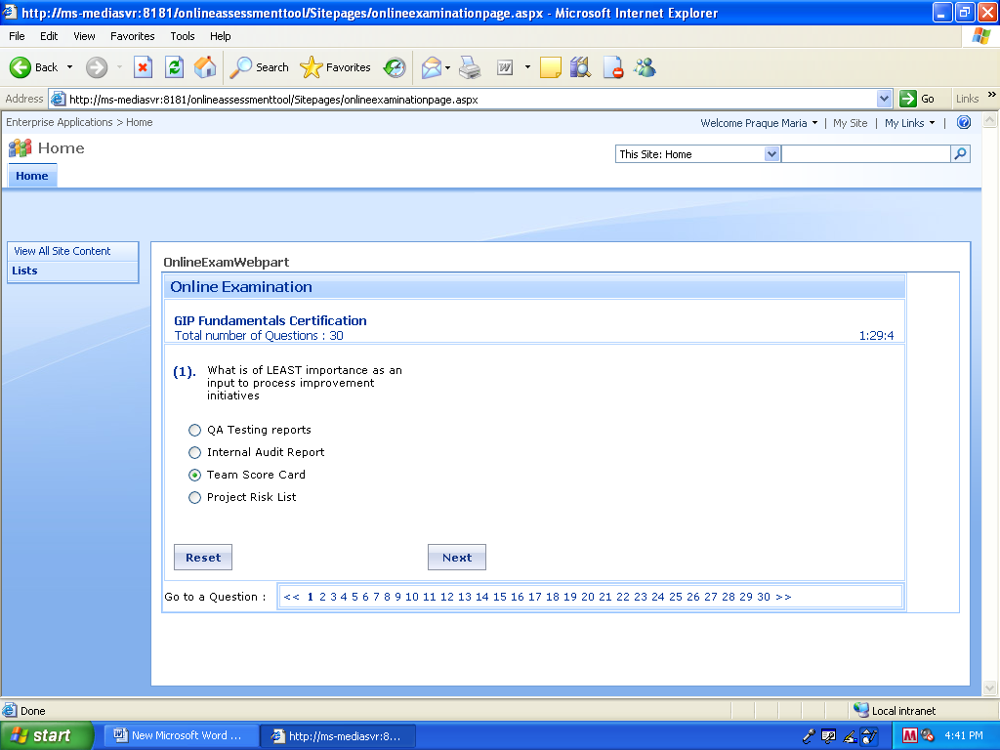 http://ms-mediasvr:8181/onlineassessmenttool/Sitepages/onlineexaminationpage.aspx - Microsoft Internet Explorer
File Edit View Favorites Tools Help
Back Search Favorites
Address http://ms-mediasvr:8181/onlineassessmenttool/Sitepages/onlineexaminationpage.aspx Go Links »
Enterprise Applications > Home Welcome Praque Maria | My Site | My Links |
Home
This Site: Home
Home
View All Site Content
Lists
OnlineExamWebpart
Online Examination
GIP Fundamentals Certification
Total number of Questions : 30 1:29:4
(1). What is of LEAST importance as an
input to process improvement
initiatives
QA Testing reports
Internal Audit Report
Team Score Card
Project Risk List
Reset Next
Go to a Question : << 1 2 3 4 5 6 7 8 9 10 11 12 13 14 15 16 17 18 19 20 21 22 23 24 25 26 27 28 29 30 >>
Done Local intranet
start New Microsoft Word ... http://ms-mediasvr:8... 4:41 PM